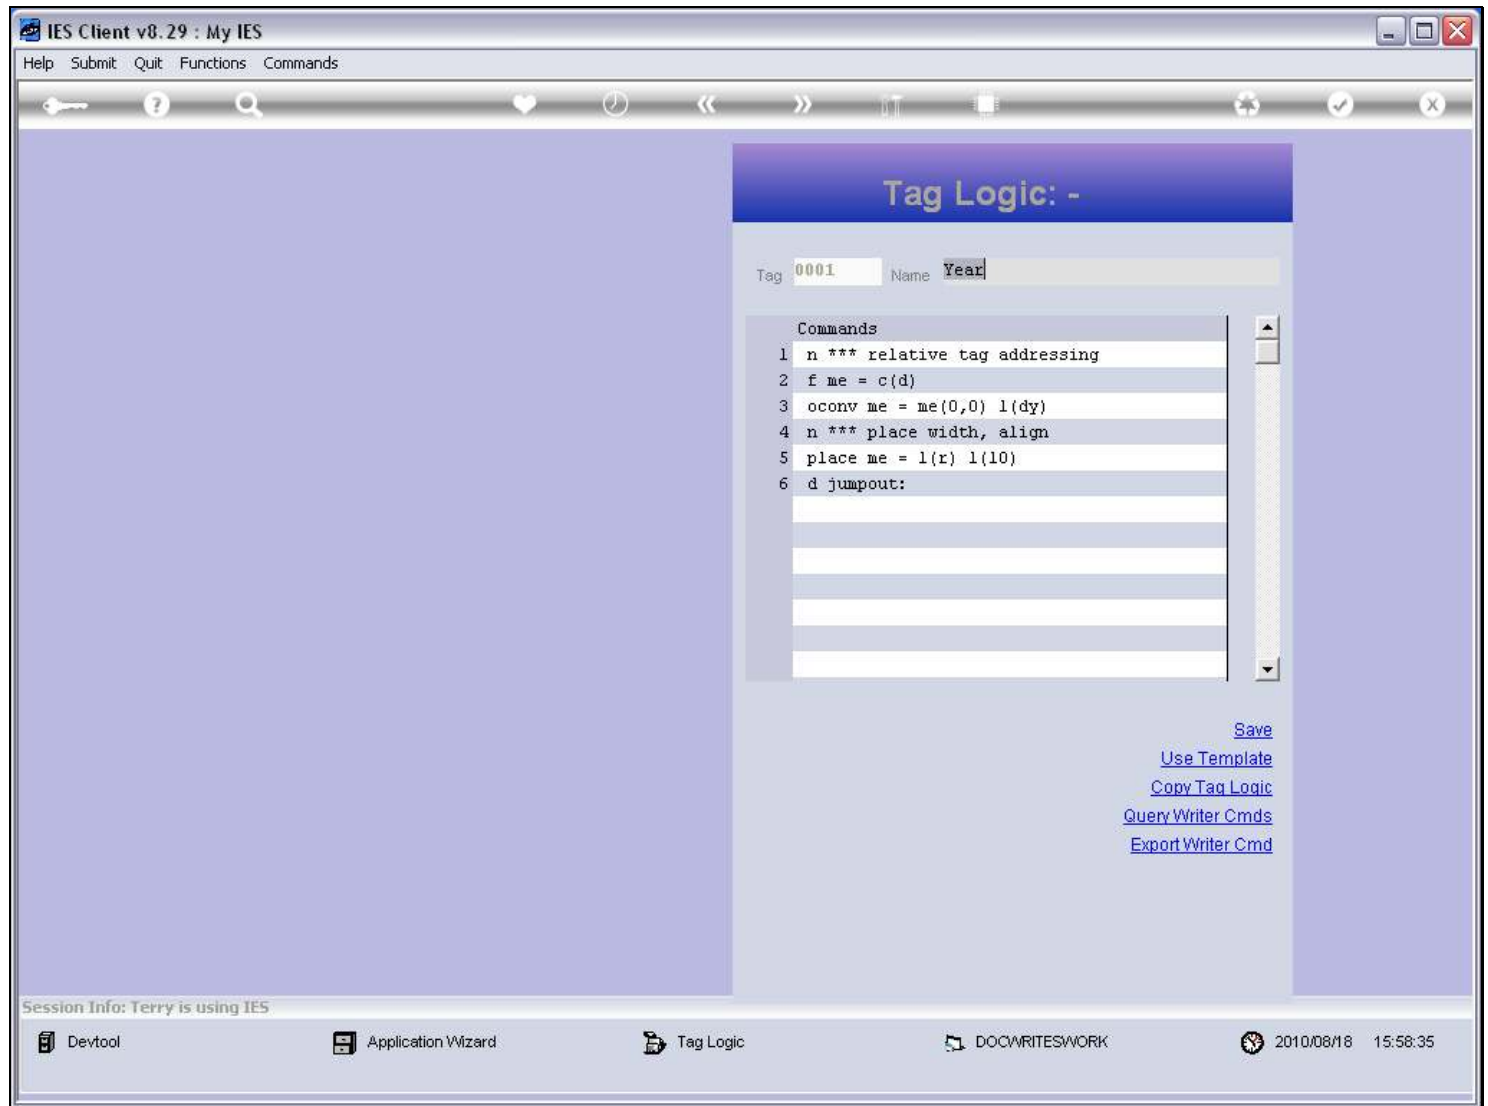 IES Client v8.29 : My IES
Help Submit Quit Functions Commands
Tag Logic: -
Tag 0001 Name Year
Commands
1 n *** relative tag addressing
2 f me = c(d)
3 oconv me = me(0,0) l(dy)
4 n *** place width, align
5 place me = l(r) l(10)
6 d jumpout:
Save
Use Template
Copy Tag Logic
Query Writer Cmds
Export Writer Cmd
Session Info: Terry is using IES
Devtool Application Wizard Tag Logic DOCWRITESWORK 2010/08/18 15:58:35